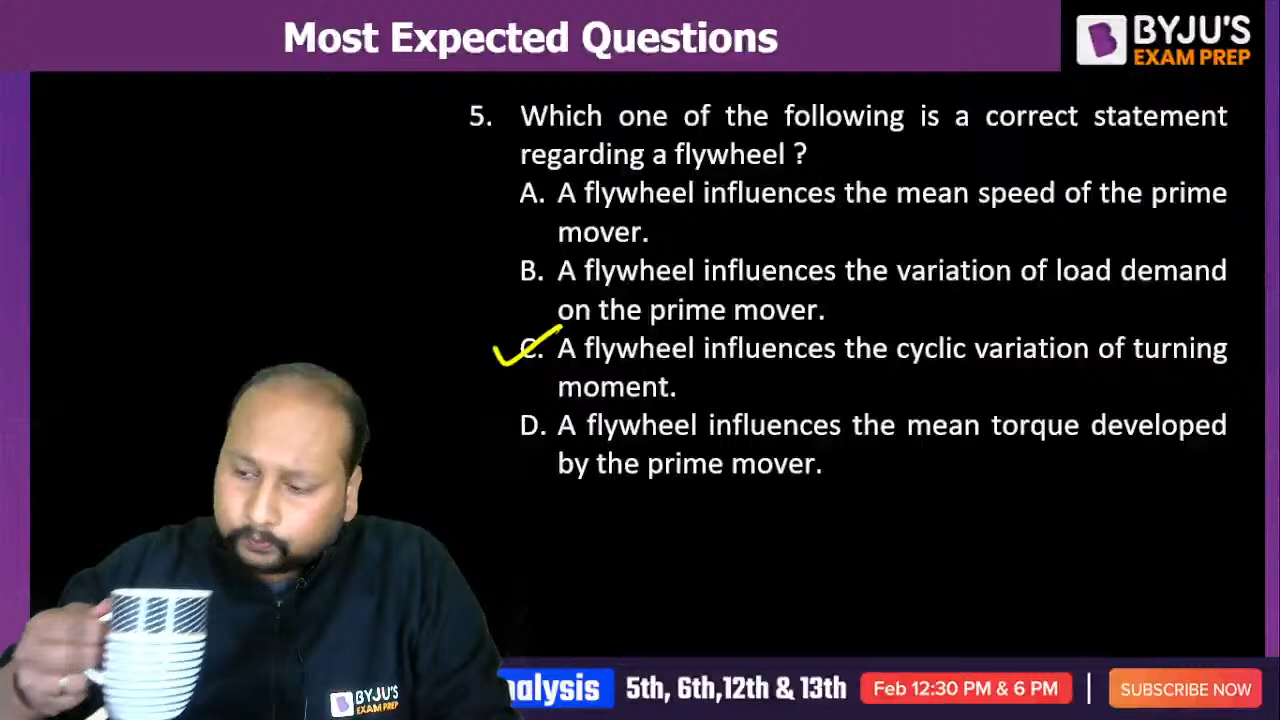 Most Expected Questions
BYJU'S
EXAM PREP
5. Which one of the following is a correct statement
regarding a flywheel ?
A. A flywheel influences the mean speed of the prime
mover.
B. A flywheel influences the variation of load demand
on the prime mover.
C. A flywheel influences the cyclic variation of turning
moment.
D. A flywheel influences the mean torque developed
by the prime mover.
BYJU'S
EXAM PREP
nalysis 5th, 6th,12th & 13th Feb 12:30 PM & 6 PM | SUBSCRIBE NOW